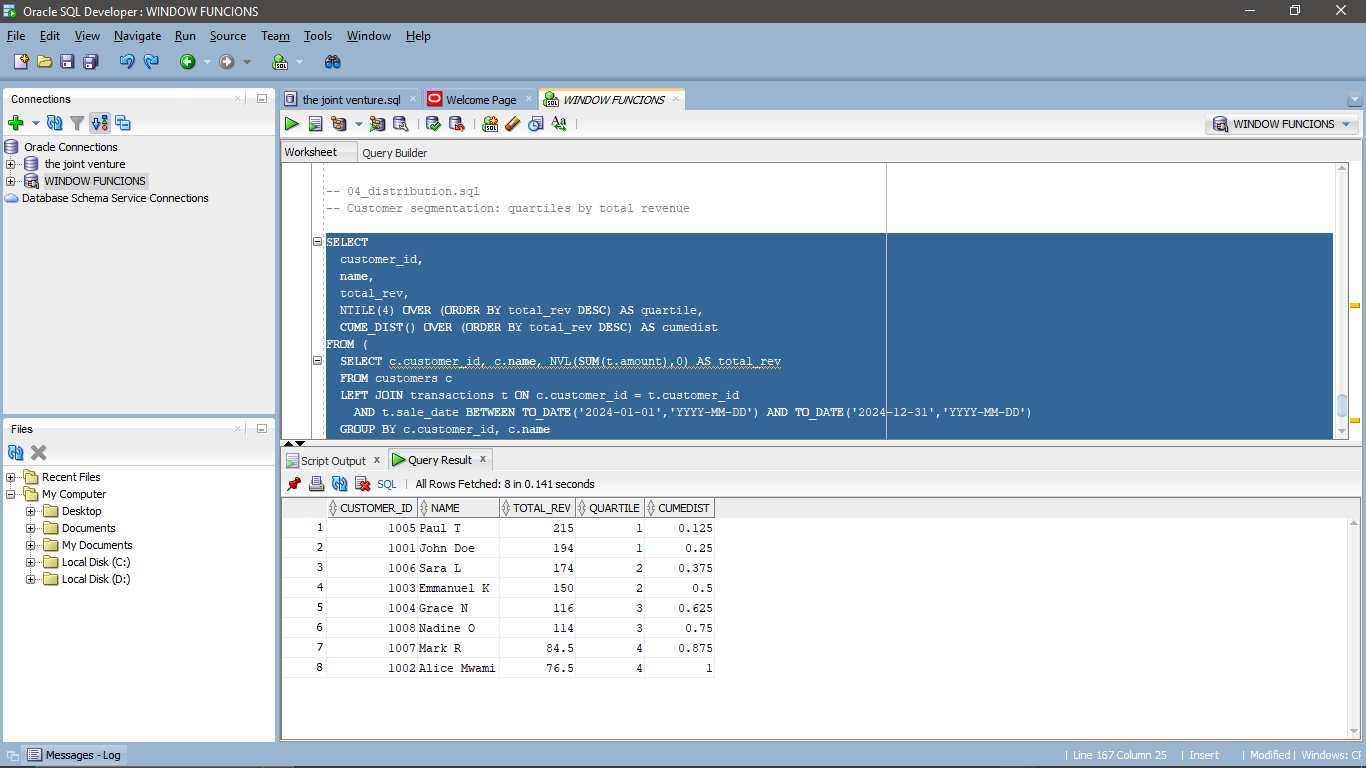 Oracle SQL Developer : WINDOW FUNCIONS
File Edit View Navigate Run Source Team Tools Window Help
Connections
Oracle Connections
the joint venture
WINDOW FUNCIONS
Database Schema Service Connections
Files
Recent Files
My Computer
Desktop
Documents
My Documents
Local Disk (C:)
Local Disk (D:)
the joint venture.sql Welcome Page WINDOW FUNCIONS
WINDOW FUNCIONS
Worksheet Query Builder
-- 04_distribution.sql
-- Customer segmentation: quartiles by total revenue
SELECT
customer_id,
name,
total_rev,
NTILE(4) OVER (ORDER BY total_rev DESC) AS quartile,
CUME_DIST() OVER (ORDER BY total_rev DESC) AS cumedist
FROM (
SELECT c.customer_id, c.name, NVL(SUM(t.amount),0) AS total_rev
FROM customers c
LEFT JOIN transactions t ON c.customer_id = t.customer_id
AND t.sale_date BETWEEN TO_DATE('2024-01-01','YYYY-MM-DD') AND TO_DATE('2024-12-31','YYYY-MM-DD')
GROUP BY c.customer_id, c.name
Script Output x Query Result x
SQL | All Rows Fetched: 8 in 0.141 seconds
CUSTOMER_ID NAME TOTAL_REV QUARTILE CUMEDIST
1 1005 Paul T 215 1 0.125
2 1001 John Doe 194 1 0.25
3 1006 Sara L 174 2 0.375
4 1003 Emmanuel K 150 2 0.5
5 1004 Grace N 116 3 0.625
6 1008 Nadine O 114 3 0.75
7 1007 Mark R 84.5 4 0.875
8 1002 Alice Mwami 76.5 4 1
Messages - Log
| Line 167 Column 25 | Insert | Modified | Windows: CF